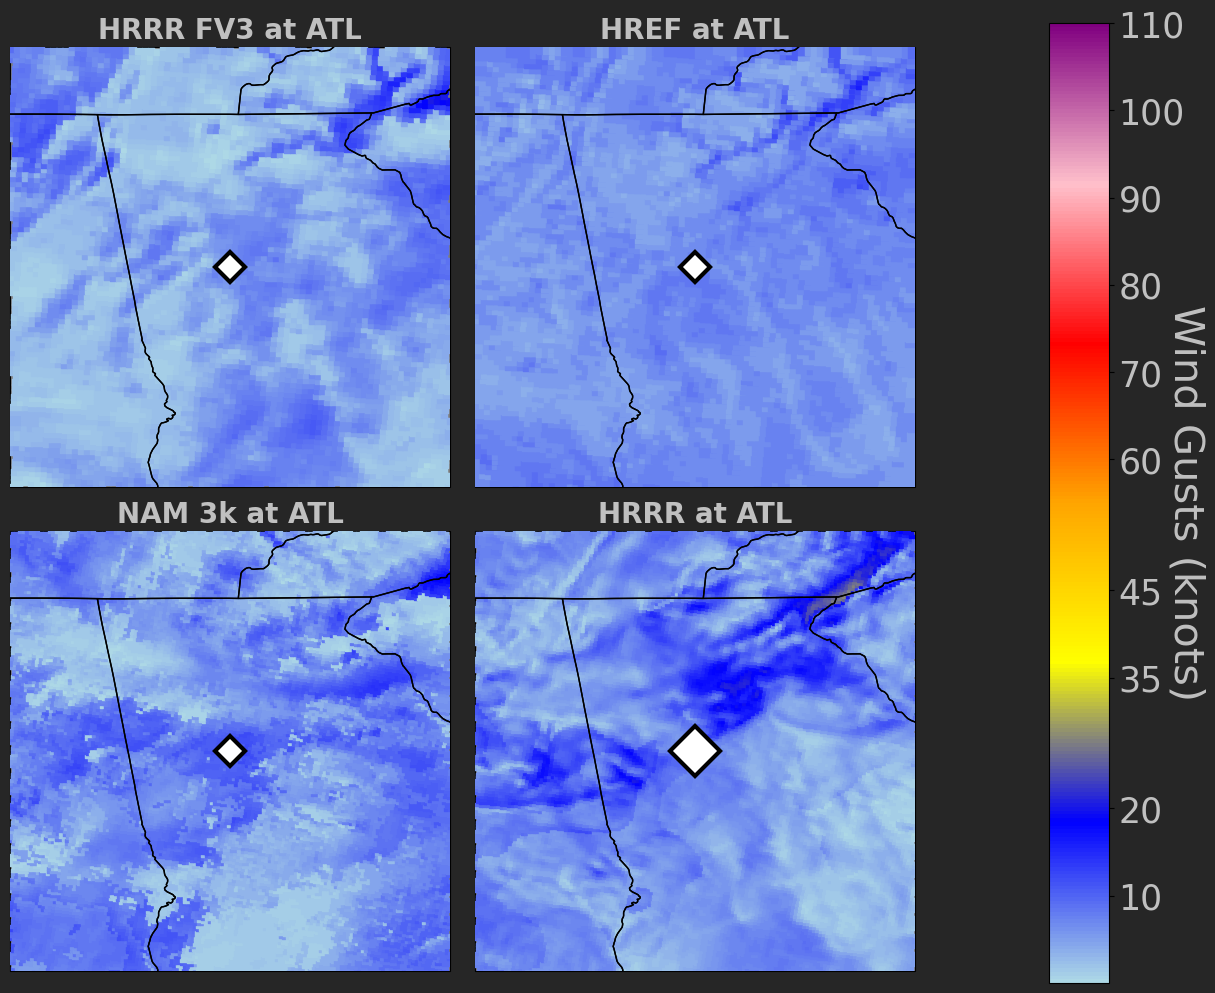 HRRR FV3 at ATL
HREF at ATL
NAM 3k at ATL
HRRR at ATL
110
100
90
80
70
60
45
35
20
10
Wind Gusts (knots)